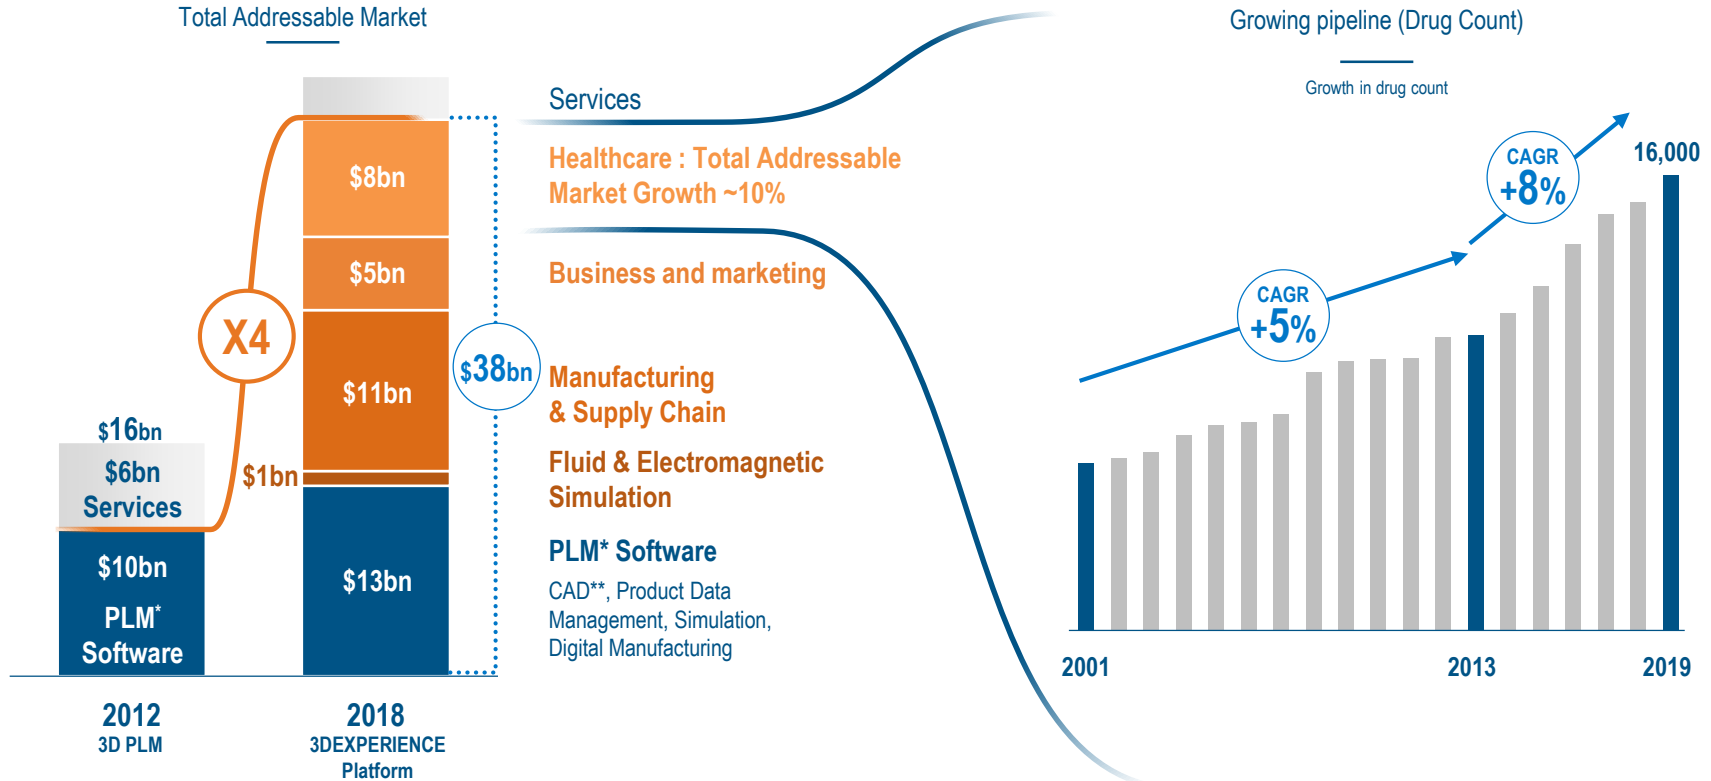 Total Addressable Market
$16bn
$6bn
Services
$10bn
PLM*
Software
X4
$8bn
$5bn
$11bn
$1bn
$13bn
$38bn
2012
3D PLM
2018
3DEXPERIENCE
Platform
Services
Healthcare : Total Addressable
Market Growth ~10%
Business and marketing
Manufacturing
& Supply Chain
Fluid & Electromagnetic
Simulation
PLM* Software
CAD**, Product Data
Management, Simulation,
Digital Manufacturing
Growing pipeline (Drug Count)
Growth in drug count
CAGR
+5%
CAGR
+8%
16,000
2001
2013
2019